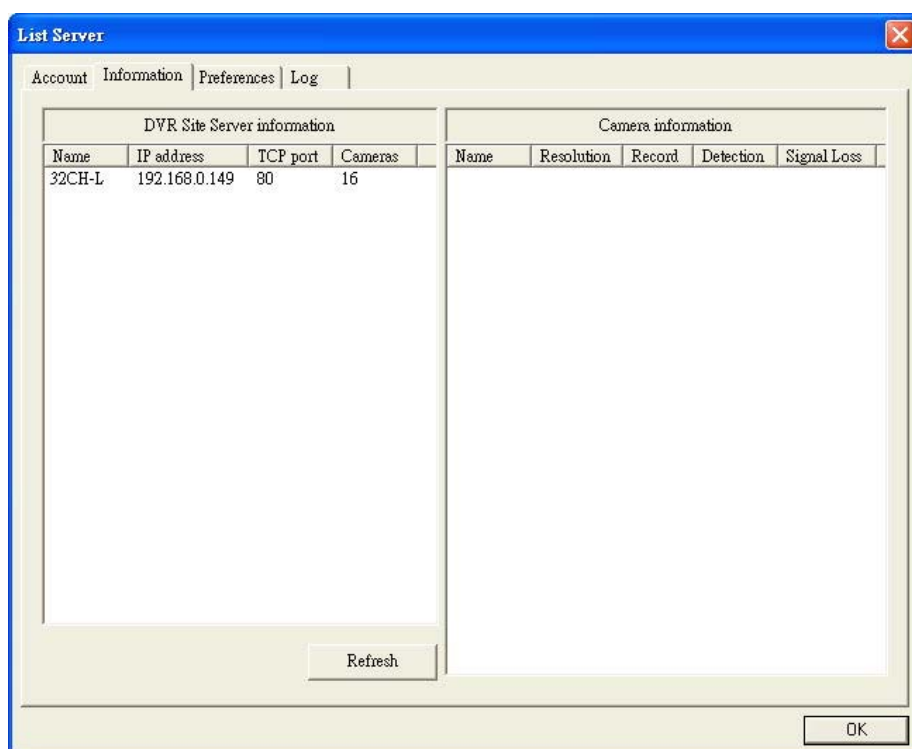 List Server
Account Information Preferences Log
DVR Site Server information
Name IP address TCP port Cameras
32CH-L 192.168.0.149 80 16
Refresh
Camera information
Name Resolution Record Detection Signal Loss
OK